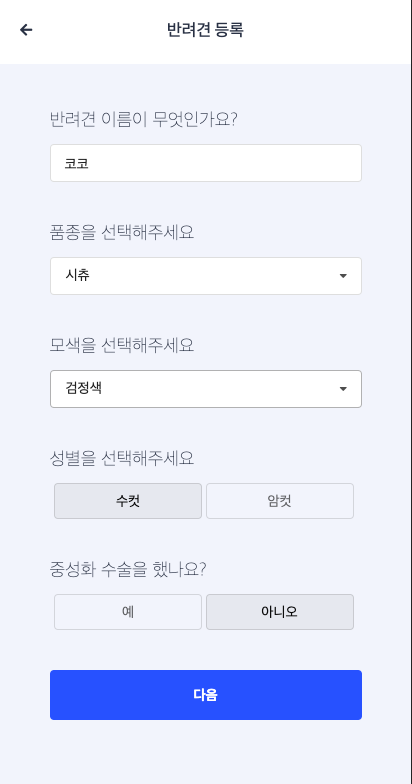 반려견 등록
반려견 이름이 무엇인가요?
코코
품종을 선택해주세요
시츄
모색을 선택해주세요
검정색
성별을 선택해주세요
수컷 암컷
중성화 수술을 했나요?
예 아니오
다음